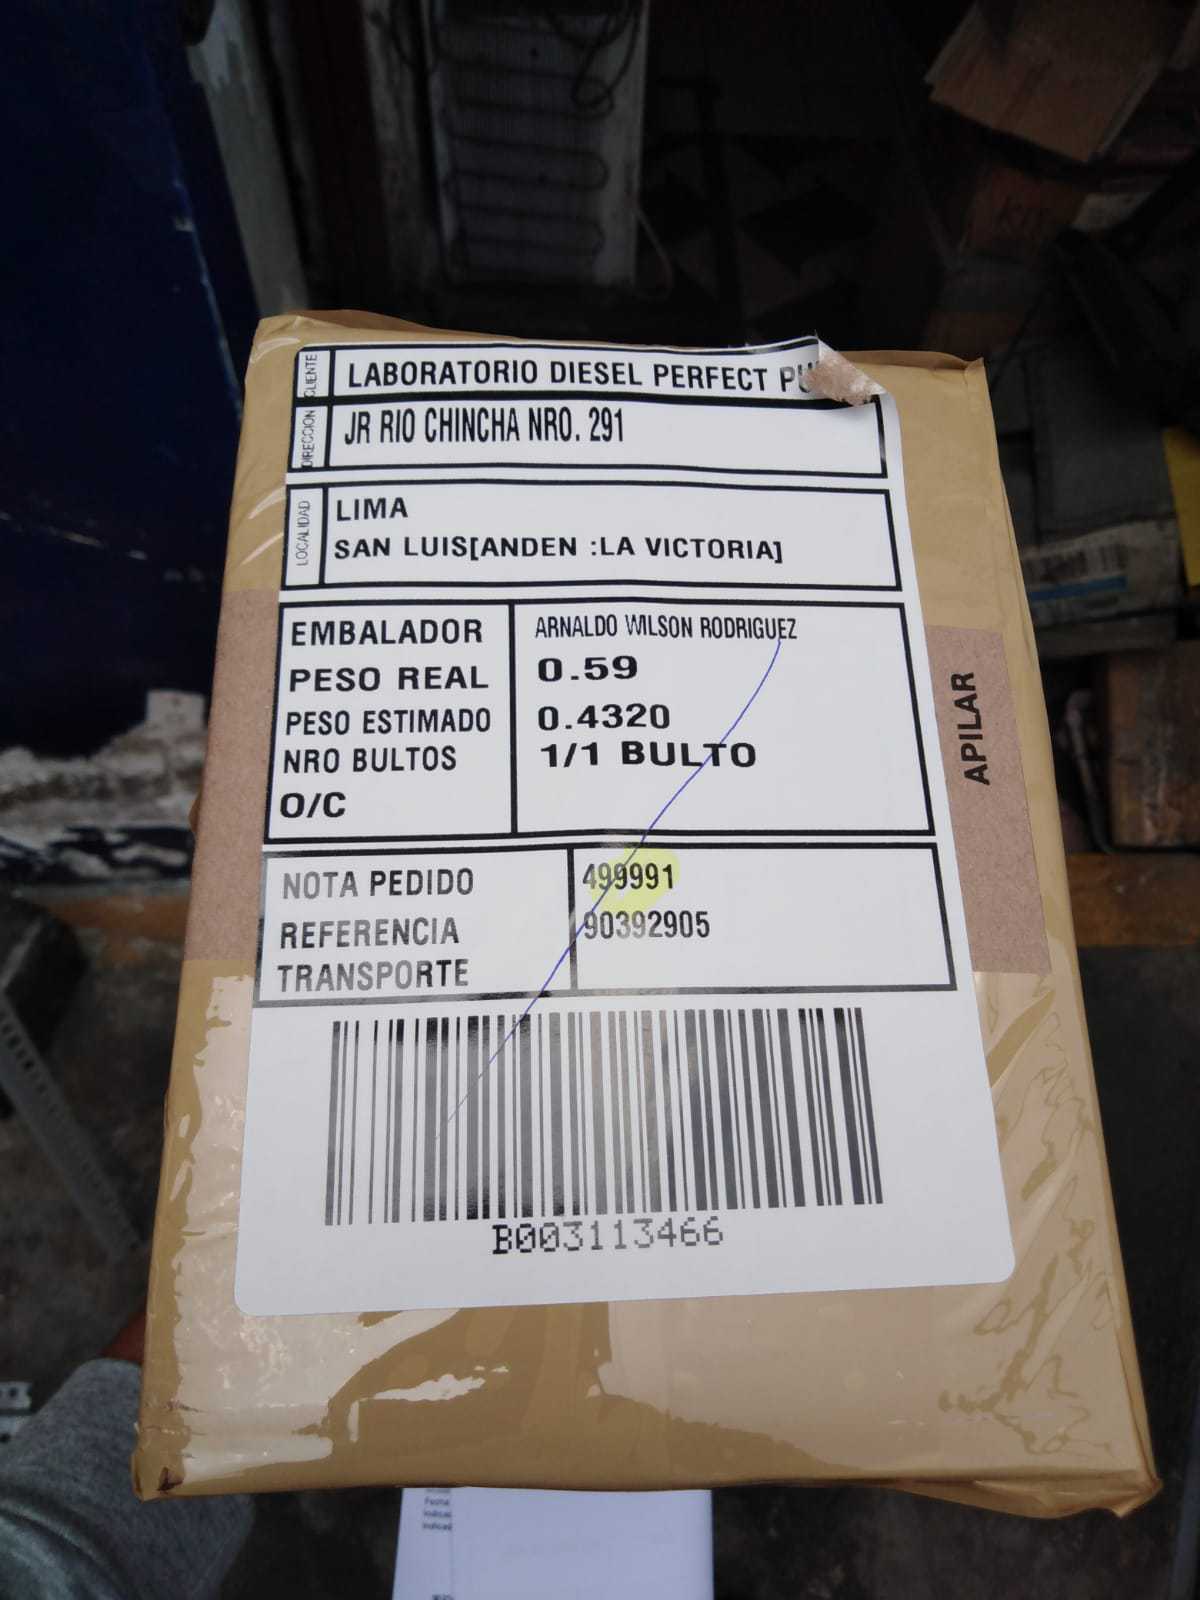 CLIENTE LABORATORIO DIESEL PERFECT
DIRECCION JR RIO CHINCHA NRO. 291
LOCALIDAD LIMA
SAN LUIS[ANDEN :LA VICTORIA]
EMBALADOR ARNALDO WILSON RODRIGUEZ
PESO REAL 0.59
PESO ESTIMADO 0.4320
NRO BULTOS 1/1 BULTO
O/C
NOTA PEDIDO 499991
REFERENCIA 90392905
TRANSPORTE
B003113466
APILAR
Fecha